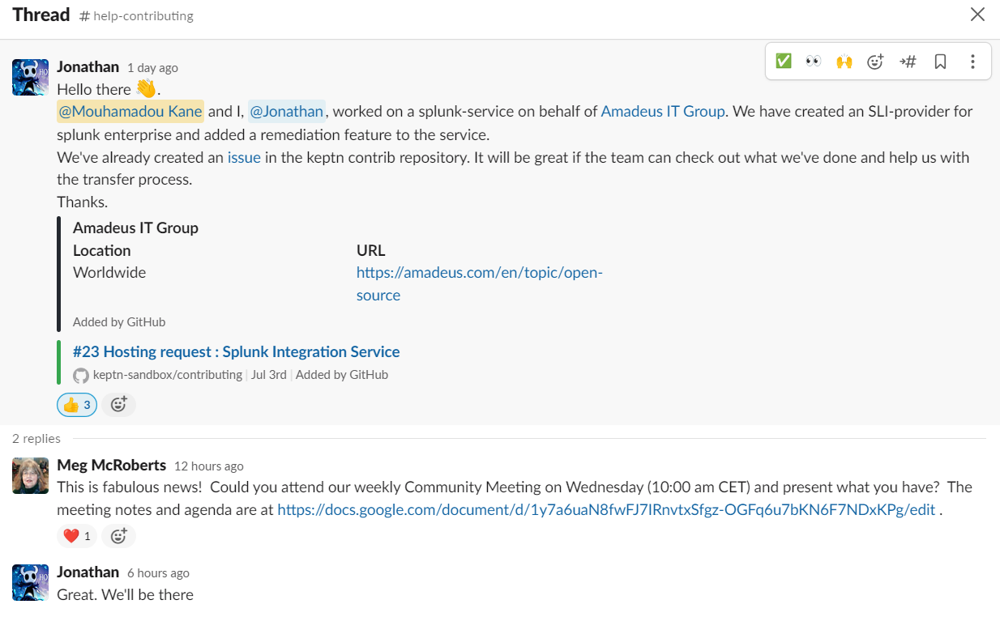 Thread # help-contributing
Jonathan 1 day ago
Hello there 👋.
@Mouhamadou Kane and I, @Jonathan, worked on a splunk-service on behalf of Amadeus IT Group. We have created an SLI-provider for
splunk enterprise and added a remediation feature to the service.
We've already created an issue in the keptn contrib repository. It will be great if the team can check out what we've done and help us with
the transfer process.
Thanks.
Amadeus IT Group
Location URL
Worldwide https://amadeus.com/en/topic/open-
source
Added by GitHub
#23 Hosting request : Splunk Integration Service
keptn-sandbox/contributing | Jul 3rd | Added by GitHub
👍 3
2 replies
Meg McRoberts 12 hours ago
This is fabulous news!  Could you attend our weekly Community Meeting on Wednesday (10:00 am CET) and present what you have?  The
meeting notes and agenda are at https://docs.google.com/document/d/1y7a6uaN8fwFJ7IRnvtxSfgz-OGFq6u7bKN6F7NDxKPg/edit .
❤️ 1
Jonathan 6 hours ago
Great. We'll be there